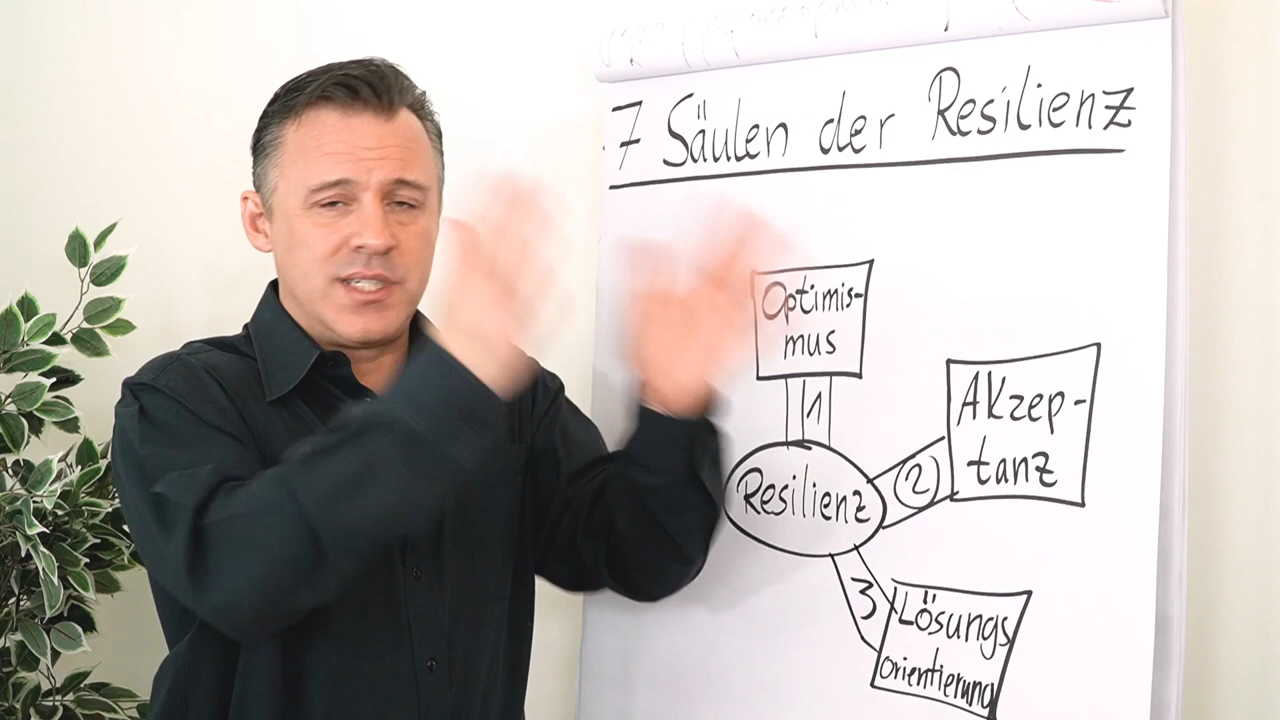 7 Säulen der Resilienz
Optimis-
mus
1
Akzep-
tanz
2
Resilienz
3
Lösungs
orientierung